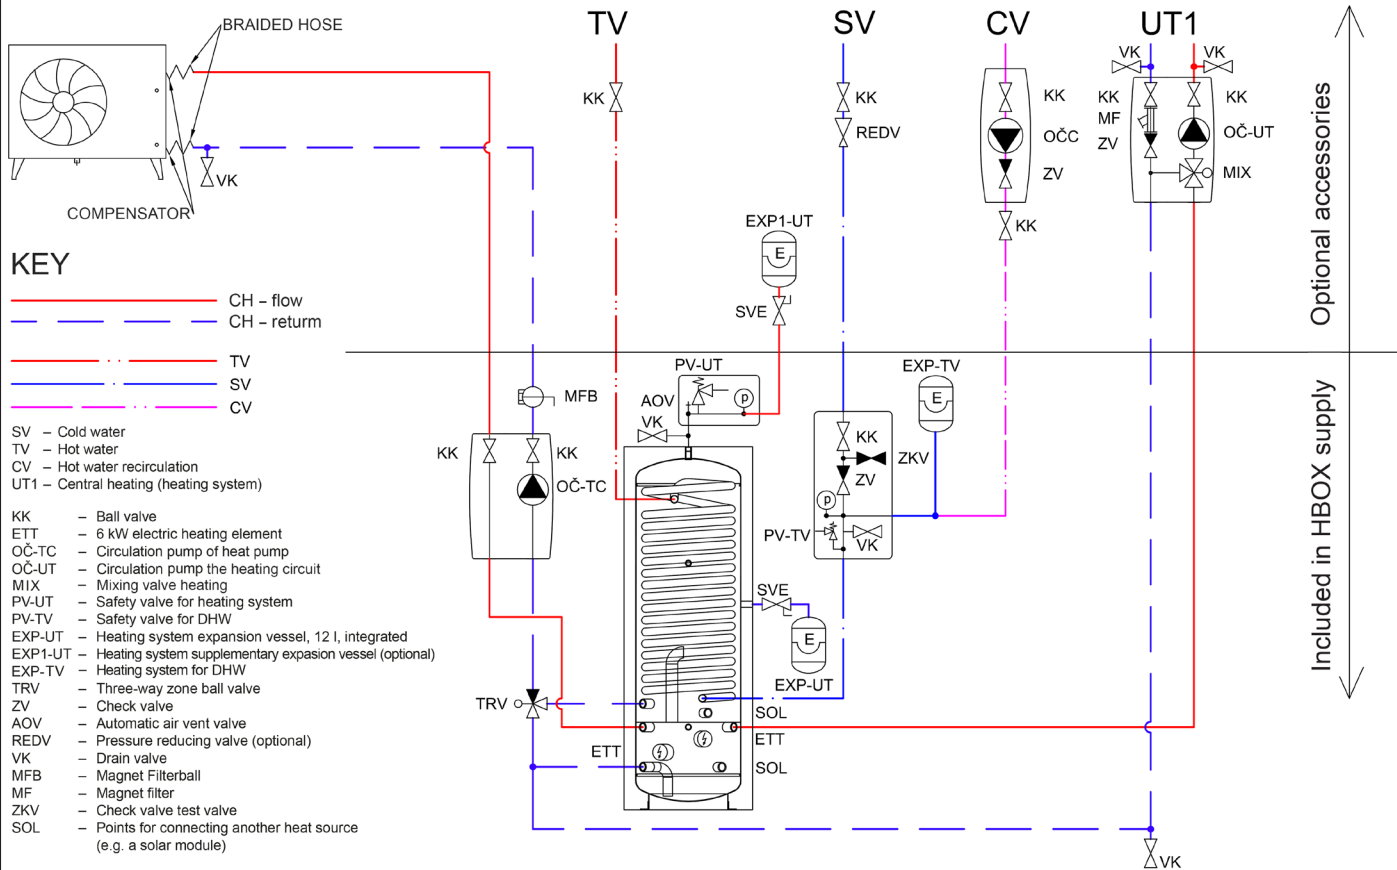 BRAIDED HOSE
TV
SV
CV
UT1
VK
VK
KK
KK
KK
KK
KK
MF
REDV
OČC
OČ-UT
ZV
ZV
MIX
VK
COMPENSATOR
KK
EXP1-UT
E
SVE
Optional accessories
KEY
CH – flow
CH – returm
TV
SV
CV
PV-UT
EXP-TV
E
MFB
AOV
p
VK
KK
KK
KK
ZKV
ZV
OČ-TC
p
PV-TV
VK
SVE
E
EXP-UT
TRV
SOL
ETT
ETT
SOL
VK
Included in HBOX supply
SV – Cold water
TV – Hot water
CV – Hot water recirculation
UT1 – Central heating (heating system)
KK – Ball valve
ETT – 6 kW electric heating element
OČ-TC – Circulation pump of heat pump
OČ-UT – Circulation pump the heating circuit
MIX – Mixing valve heating
PV-UT – Safety valve for heating system
PV-TV – Safety valve for DHW
EXP-UT – Heating system expansion vessel, 12 l, integrated
EXP1-UT – Heating system supplementary expasion vessel (optional)
EXP-TV – Heating system for DHW
TRV – Three-way zone ball valve
ZV – Check valve
AOV – Automatic air vent valve
REDV – Pressure reducing valve (optional)
VK – Drain valve
MFB – Magnet Filterball
MF – Magnet filter
ZKV – Check valve test valve
SOL – Points for connecting another heat source
(e.g. a solar module)